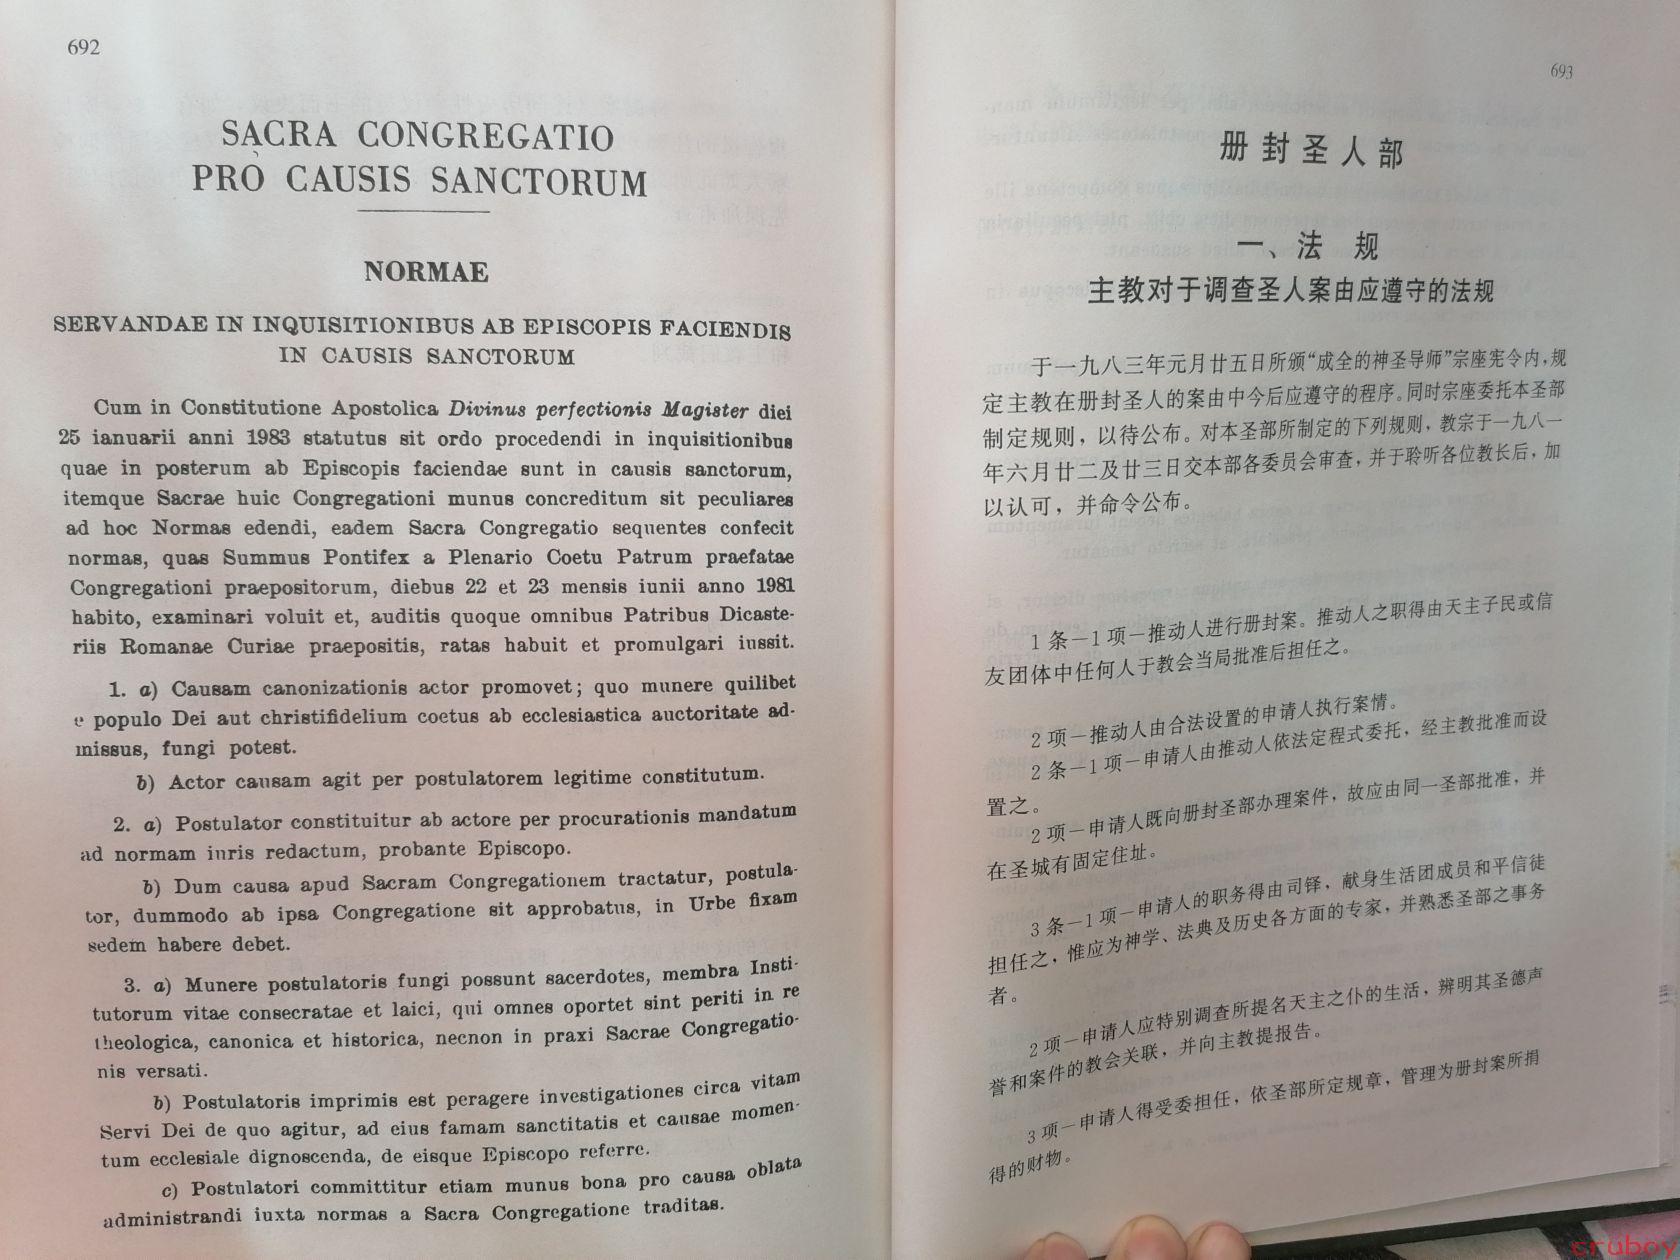 692
SACRA CONGREGATIO
PRO CAUSIS SANCTORUM
NORMAE
SERVANDAE IN INQUISITIONIBUS AB EPISCOPIS FACIENDIS
IN CAUSIS SANCTORUM
Cum in Constitutione Apostolica Divinus perfectionis Magister diei
25 ianuarii anni 1983 statutus sit ordo procedendi in inquisitionibus
quae in posterum ab Episcopis faciendae sunt in causis sanctorum,
itemque Sacrae huic Congregationi munus concreditum sit peculiares
ad hoc Normas edendi, eadem Sacra Congregatio sequentes confecit
normas, quas Summus Pontifex a Plenario Coetu Patrum praefatae
Congregationi praepositorum, diebus 22 et 23 mensis iunii anno 1981
habito, examinari voluit et, auditis quoque omnibus Patribus Dicaste-
riis Romanae Curiae praepositis, ratas habuit et promulgari iussit.
1. a) Causam canonizationis actor promovet; quo munere quilibet
e populo Dei aut christifidelium coetus ab ecclesiastica auctoritate ad-
missus, fungi potest.
b) Actor causam agit per postulatorem legitime constitutum.
2. a) Postulator constituitur ab actore per procurationis mandatum
ad normam iuris redactum, probante Episcopo.
b) Dum causa apud Sacram Congregationem tractatur, postula-
tor, dummodo ab ipsa Congregatione sit approbatus, in Urbe fixam
sedem habere debet.
3. a) Munere postulatoris fungi possunt sacerdotes, membra Insti-
tutorum vitae consecratae et laici, qui omnes oportet sint periti in re
theologica, canonica et historica, necnon in praxi Sacrae Congregatio-
nis versati.
b) Postulatoris imprimis est peragere investigationes circa vitam
Servi Dei de quo agitur, ad eius famam sanctitatis et causae momen-
tum ecclesiale dignoscenda, de eisque Episcopo referre.
c) Postulatori committitur etiam munus bona pro causa oblata
administrandi iuxta normas a Sacra Congregatione traditas.
693
册封圣人部
一、法 规
主教对于调查圣人案由应遵守的法规
于一九八三年元月廿五日所颁“成全的神圣导师”宗座宪令内,规
定主教在册封圣人的案由中今后应遵守的程序。同时宗座委托本圣部
制定规则，以待公布。对本圣部所制定的下列规则，教宗于一九八一
年六月廿二及廿三日交本部各委员会审查，并于聆听各位教长后，加
以认可，并命令公布。
1 条－1 项－推动人进行册封案。推动人之职得由天主子民或信
友团体中任何人于教会当局批准后担任之。
2 项－推动人由合法设置的申请人执行案情。
2 条－1 项－申请人由推动人依法定程式委托，经主教批准而设
置之。
2 项－申请人既向册封圣部办理案件，故应由同一圣部批准，并
在圣城有固定住址。
3 条－1 项－申请人的职务得由司铎，献身生活团成员和平信徒
担任之，惟应为神学、法典及历史各方面的专家，并熟悉圣部之事务
者。
2 项－申请人应特别调查所提名天主之仆的生活，辨明其圣德声
誉和案件的教会关联，并向主教提报告。
3 项－申请人得受委担任，依圣部所定规章，管理为册封案所捐
得的财物。
cruboy